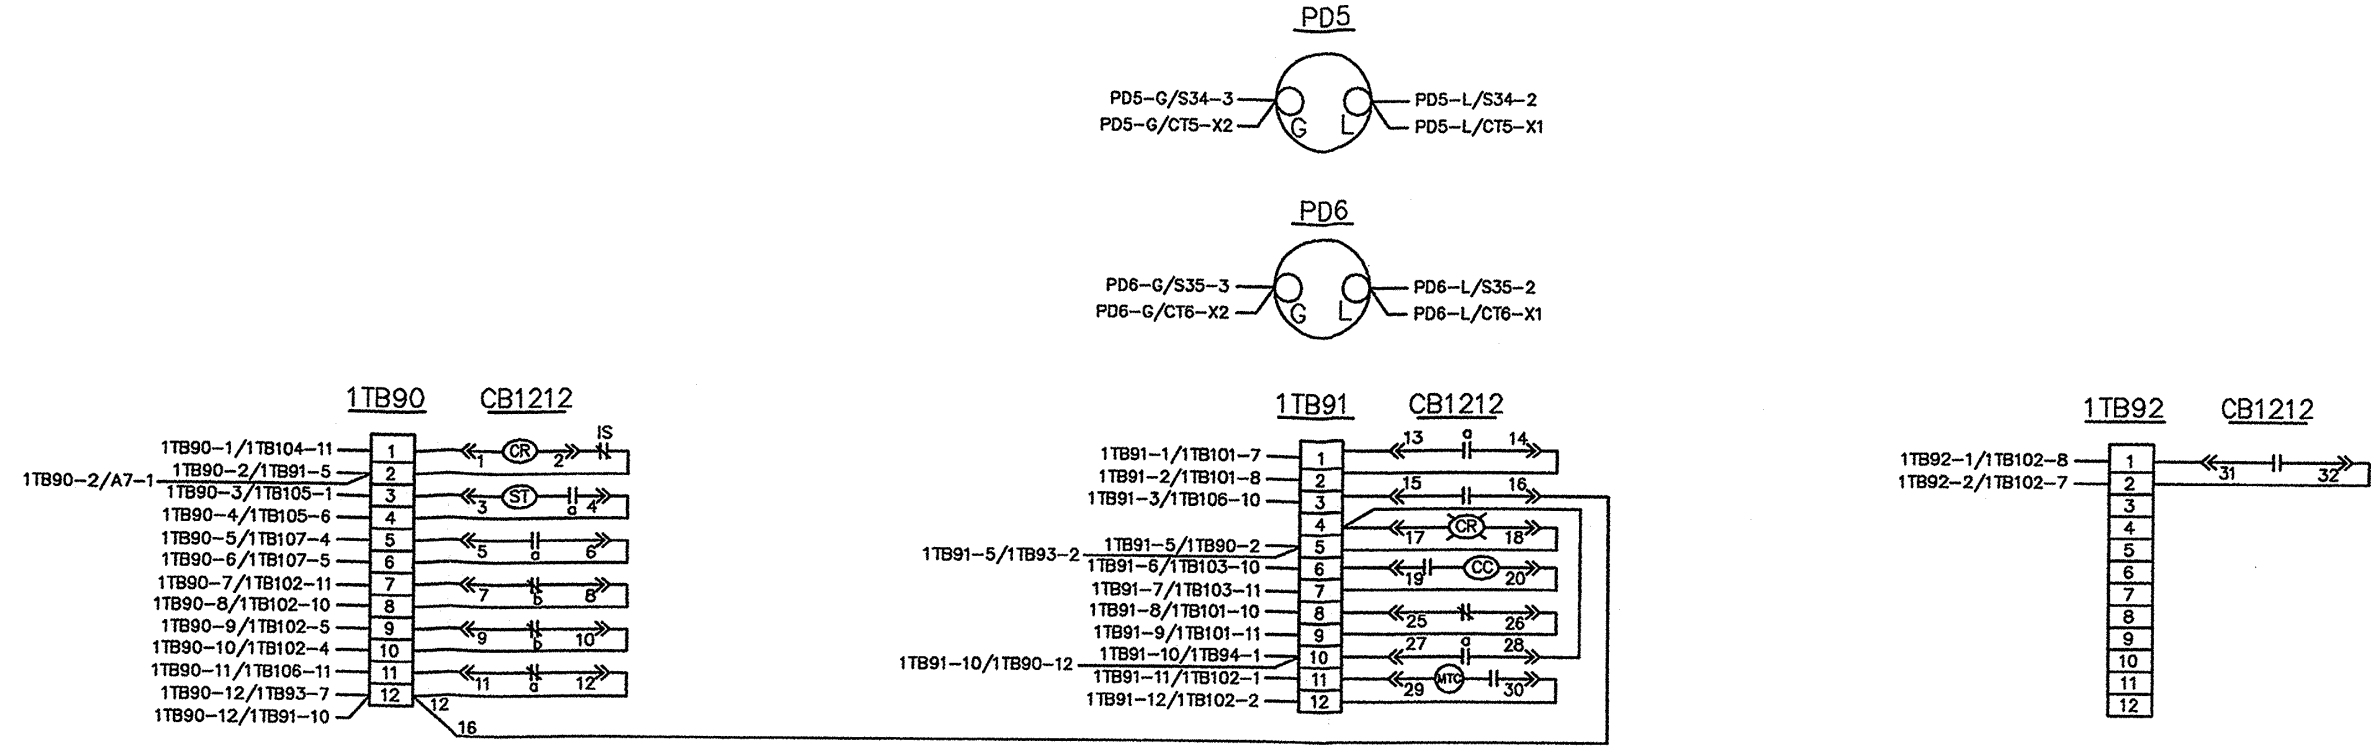 PD5
PD5-G/S34-3 PD5-L/S34-2
PD5-G/CT5-X2 G L PD5-L/CT5-X1
PD6
PD6-G/S35-3 PD6-L/S35-2
PD6-G/CT6-X2 G L PD6-L/CT6-X1
1TB90 CB1212
IS
1TB90-1/1TB104-11 1 1 CR 2
1TB90-2/1TB91-5 2
1TB90-2/A7-1
1TB90-3/1TB105-1 3 3 ST a 4
1TB90-4/1TB105-6 4
1TB90-5/1TB107-4 5 5 a 6
1TB90-6/1TB107-5 6
1TB90-7/1TB102-11 7 7 b 8
1TB90-8/1TB102-10 8
1TB90-9/1TB102-5 9 9 b 10
1TB90-10/1TB102-4 10
1TB90-11/1TB106-11 11 11 a 12
1TB90-12/1TB93-7 12 12
1TB90-12/1TB91-10 16
1TB91 CB1212
1TB91-1/1TB101-7 1 13 a 14
1TB91-2/1TB101-8 2
1TB91-3/1TB106-10 3 15 16
4 17 CR 18
1TB91-5/1TB90-2 5
1TB91-5/1TB93-2
1TB91-6/1TB103-10 6 19 CC 20
1TB91-7/1TB103-11 7
1TB91-8/1TB101-10 8 25 26
1TB91-9/1TB101-11 9
1TB91-10/1TB94-1 10 27 a 28
1TB91-10/1TB90-12
1TB91-11/1TB102-1 11 29 MTC 30
1TB91-12/1TB102-2 12
1TB92 CB1212
1TB92-1/1TB102-8 1 31 32
1TB92-2/1TB102-7 2
3
4
5
6
7
8
9
10
11
12